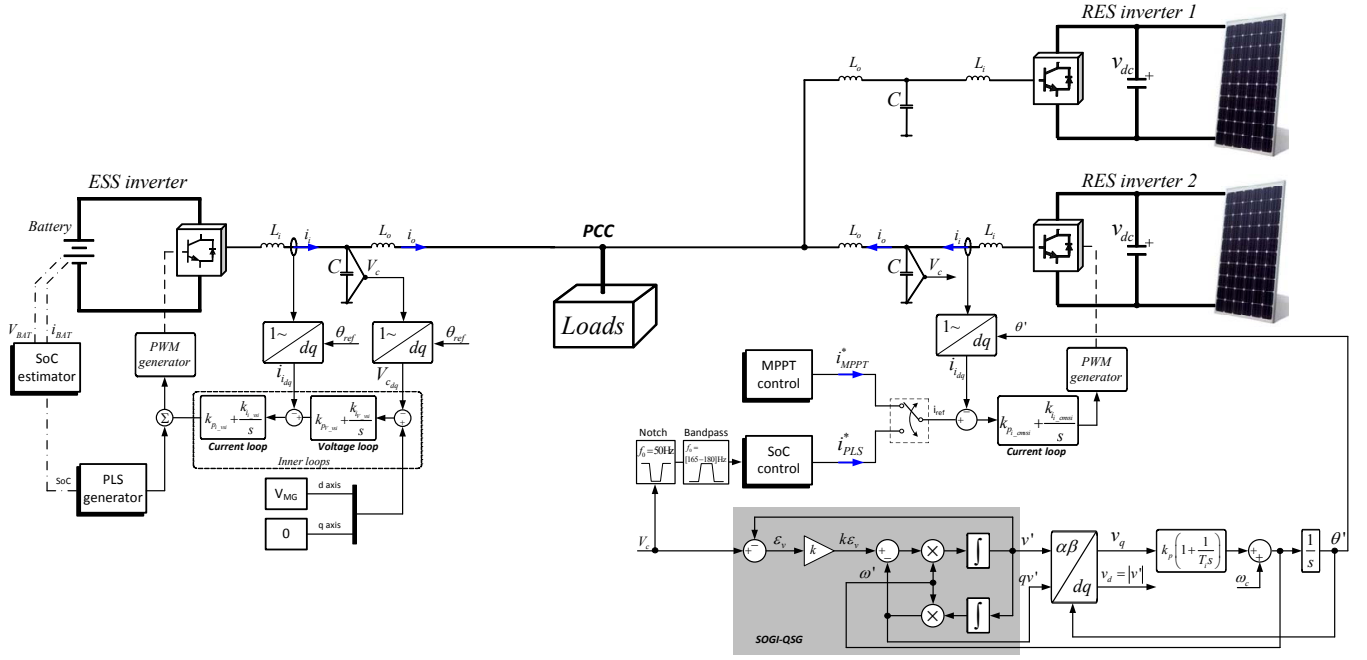 RES inverter 1
L_o
L_i
C
v_dc
+
RES inverter 2
L_o
i_o
i_i
L_i
C
V_c
v_dc
+
ESS inverter
Battery
L_i
i_i
L_o
i_o
C
V_c
PCC
Loads
V_BAT
i_BAT
SoC
estimator
PWM
generator
1~
dq
θ_ref
1~
dq
θ_ref
i_i_dq
V_c_dq
Σ
Current loop
Voltage loop
Inner loops
SoC
PLS
generator
V_MG
d axis
0
q axis
1~
dq
θ'
i_i_dq
PWM
generator
MPPT
control
i*_MPPT
i_ref
Current loop
Notch
f_0=50Hz
Bandpass
f_0=
[165−180]Hz
SoC
control
i*_PLS
V_c
ε_v
k
kε_v
ω'
∫
∫
v'
qv'
SOGI-QSG
αβ
dq
v_q
v_d = |v'|
k_p(1+1/(T_i s))
ω_c
1/s
θ'